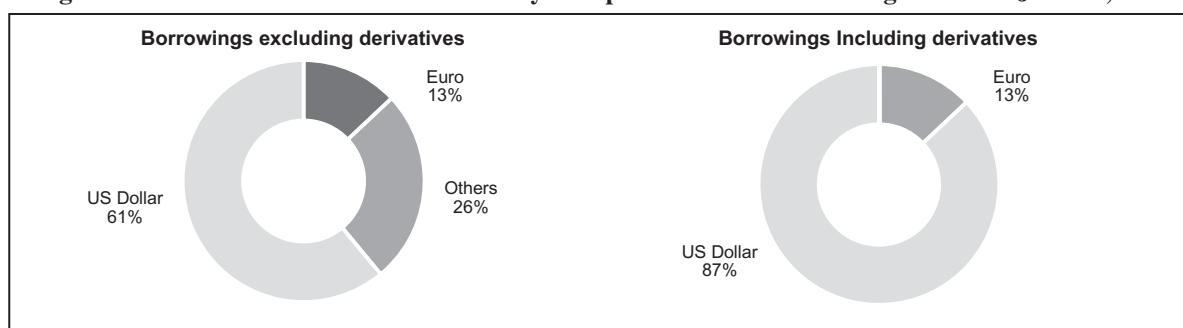 Borrowings excluding derivatives
Euro
13%
Others
26%
US Dollar
61%
Borrowings Including derivatives
Euro
13%
US Dollar
87%